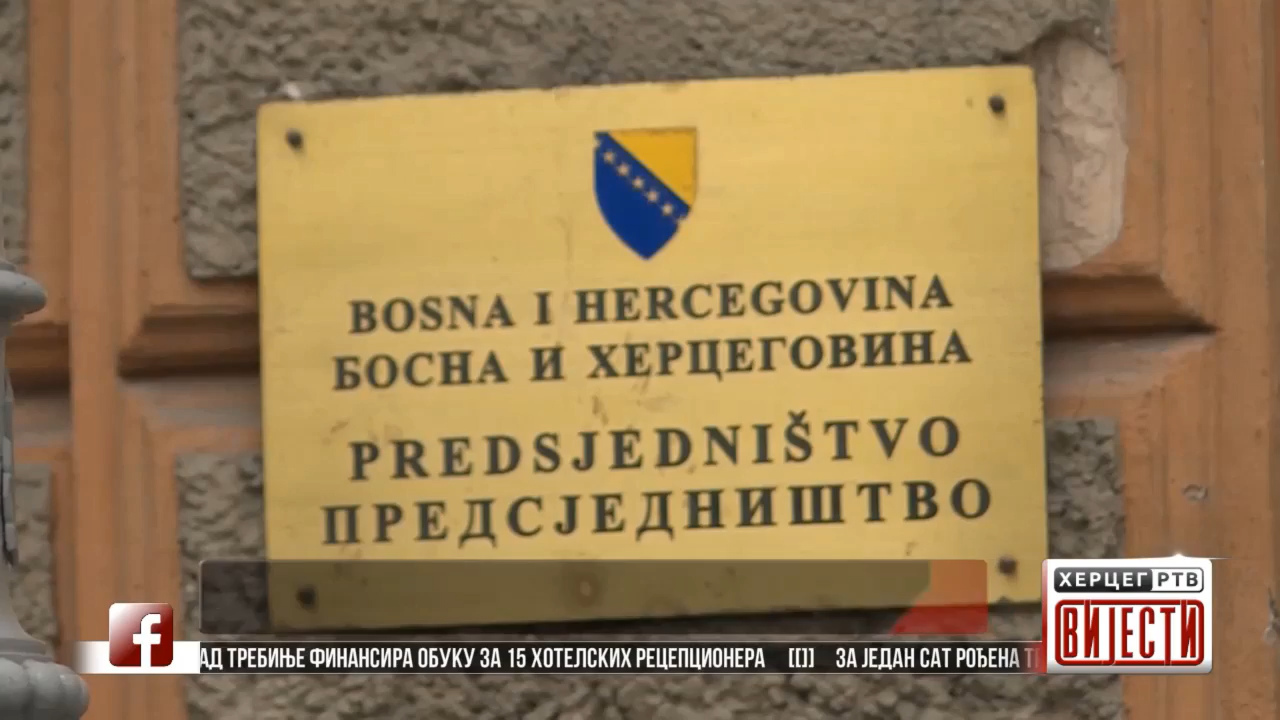 BOSNA I HERCEGOVINA
БОСНА И ХЕРЦЕГОВИНА
PREDSJEDNIŠTVO
ПРЕДСЈЕДНИШТВО
ХЕРЦЕГ РТВ
ВИЈЕСТИ
ТРЕБИЊЕ ФИНАНСИРА ОБУКУ ЗА 15 ХОТЕЛСКИХ РЕЦЕПЦИОНЕРА [[]] ЗА ЈЕДАН САТ РОЂЕНА